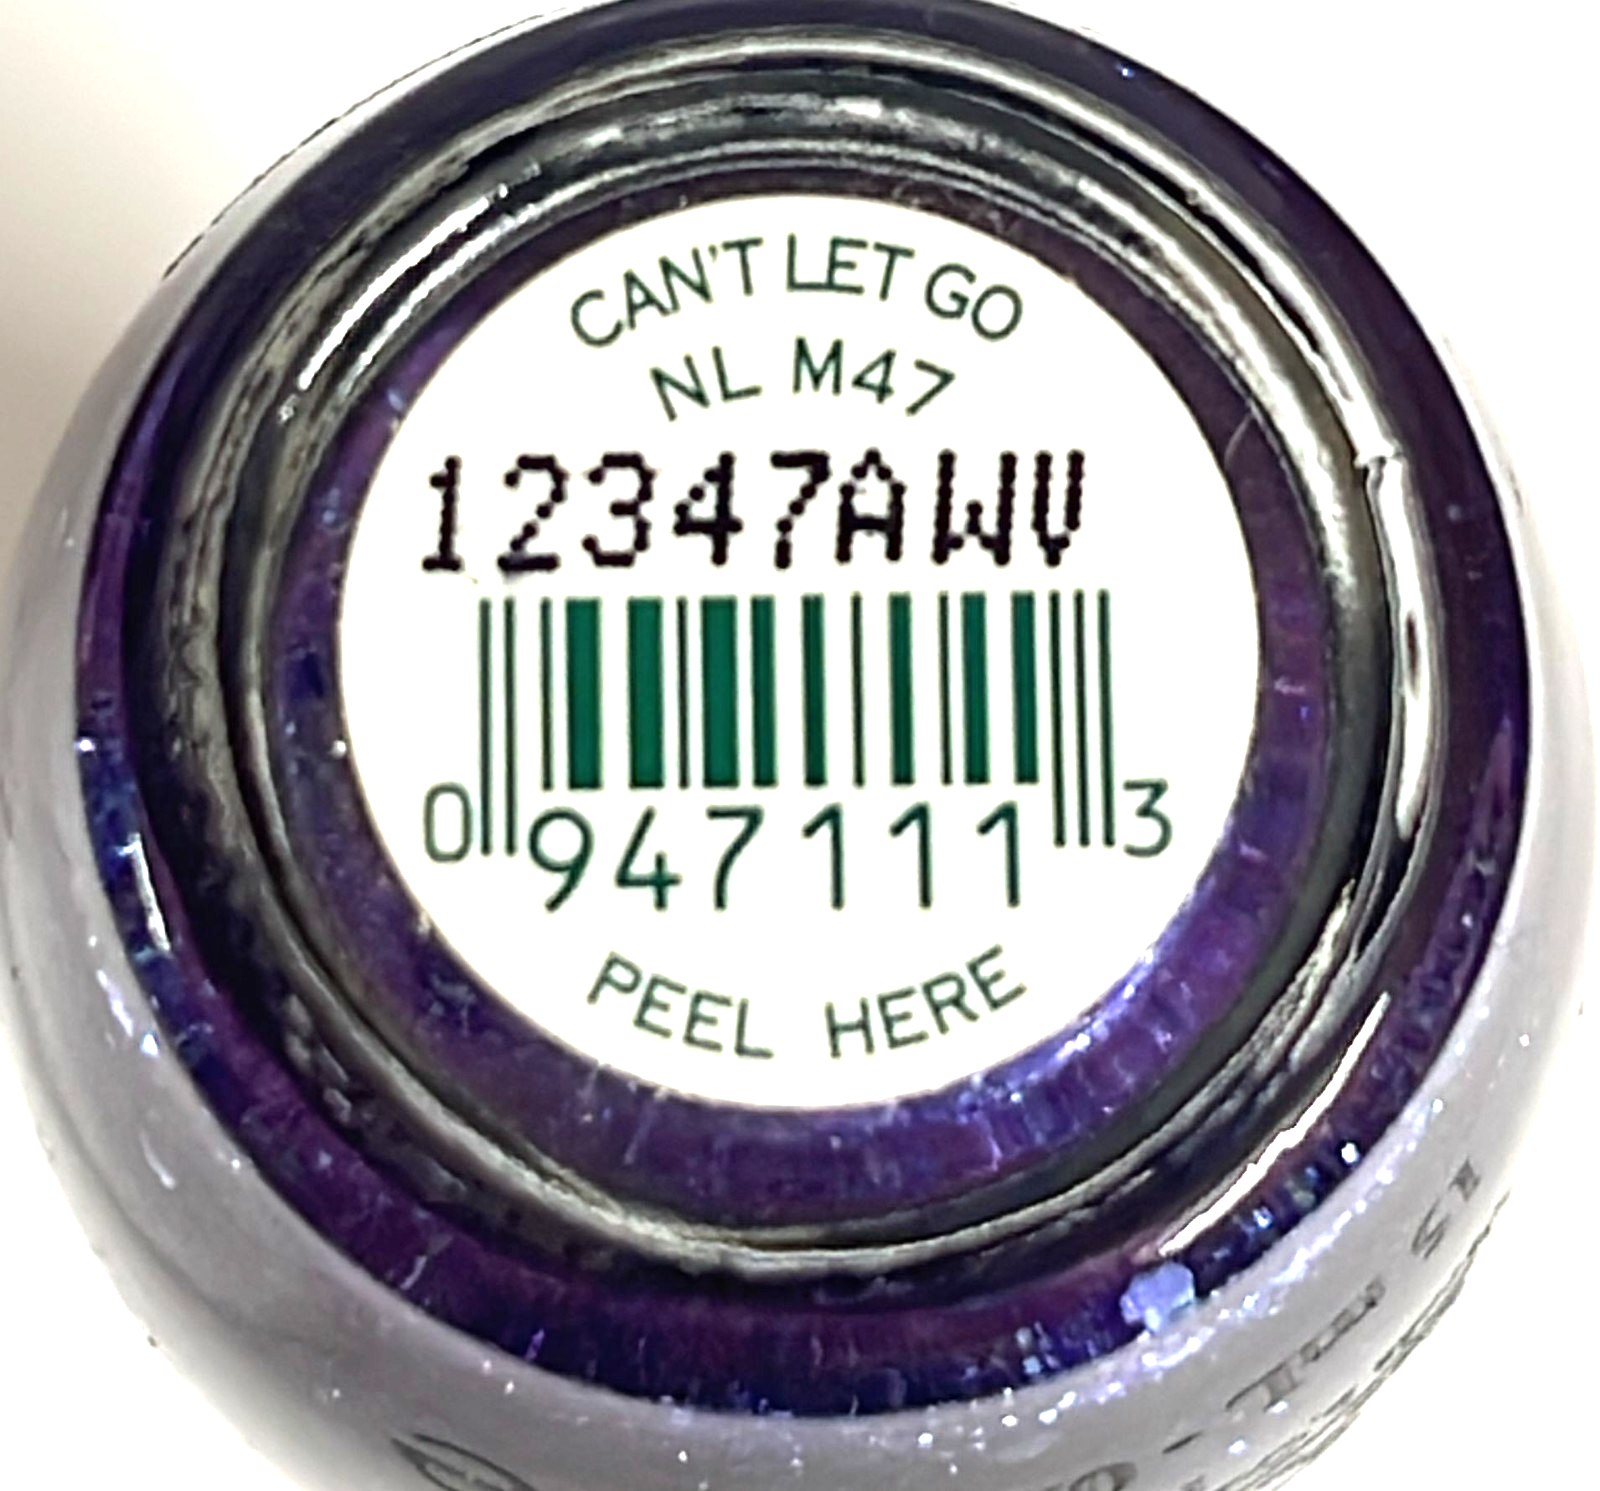 CAN'T LET GO
NL M47
12347AWV
0 947111 3
PEEL HERE